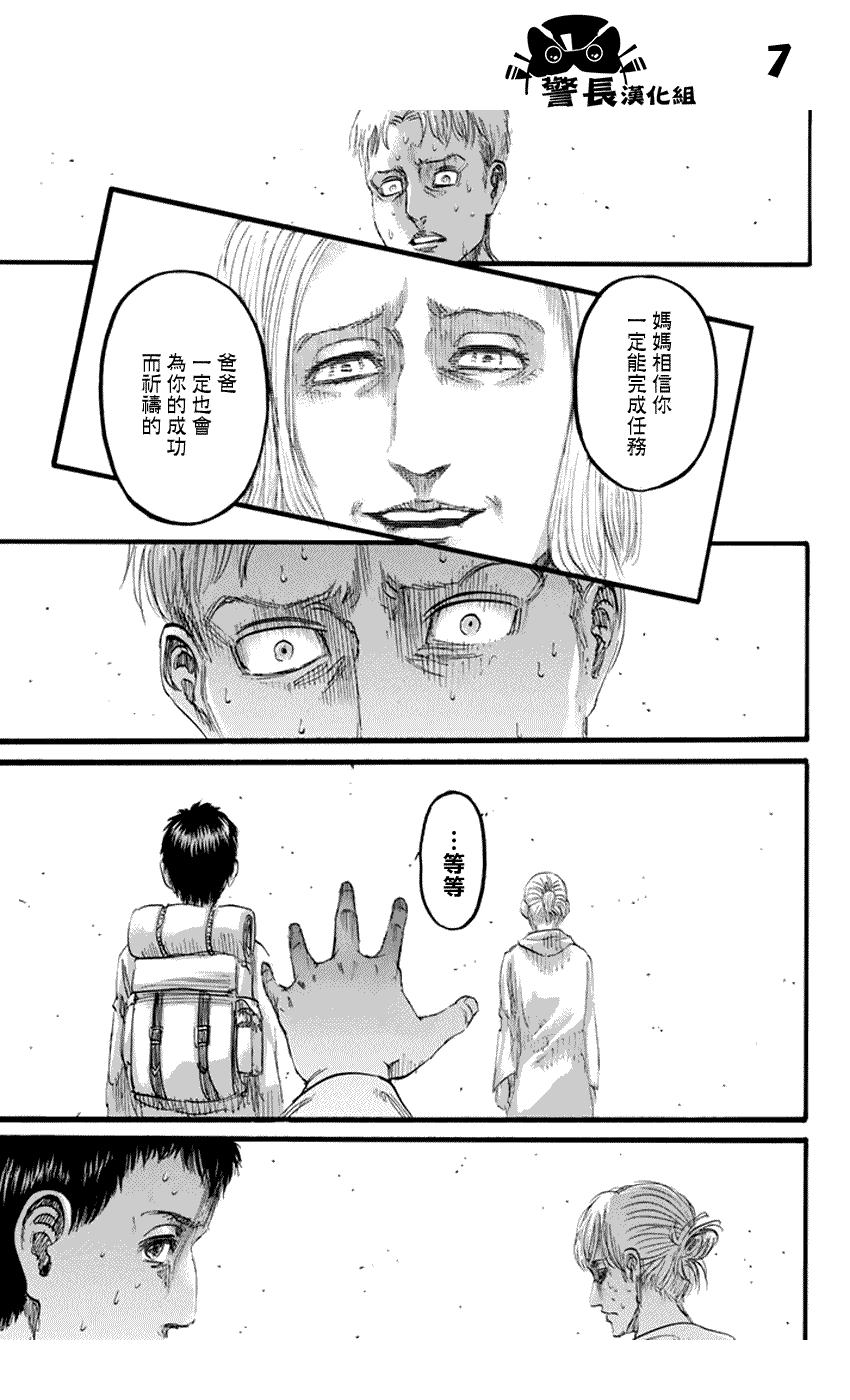 警長漢化組
7
媽媽相信你
一定能完成任務
爸爸
一定也會
為你的成功
而祈禱的
…等等